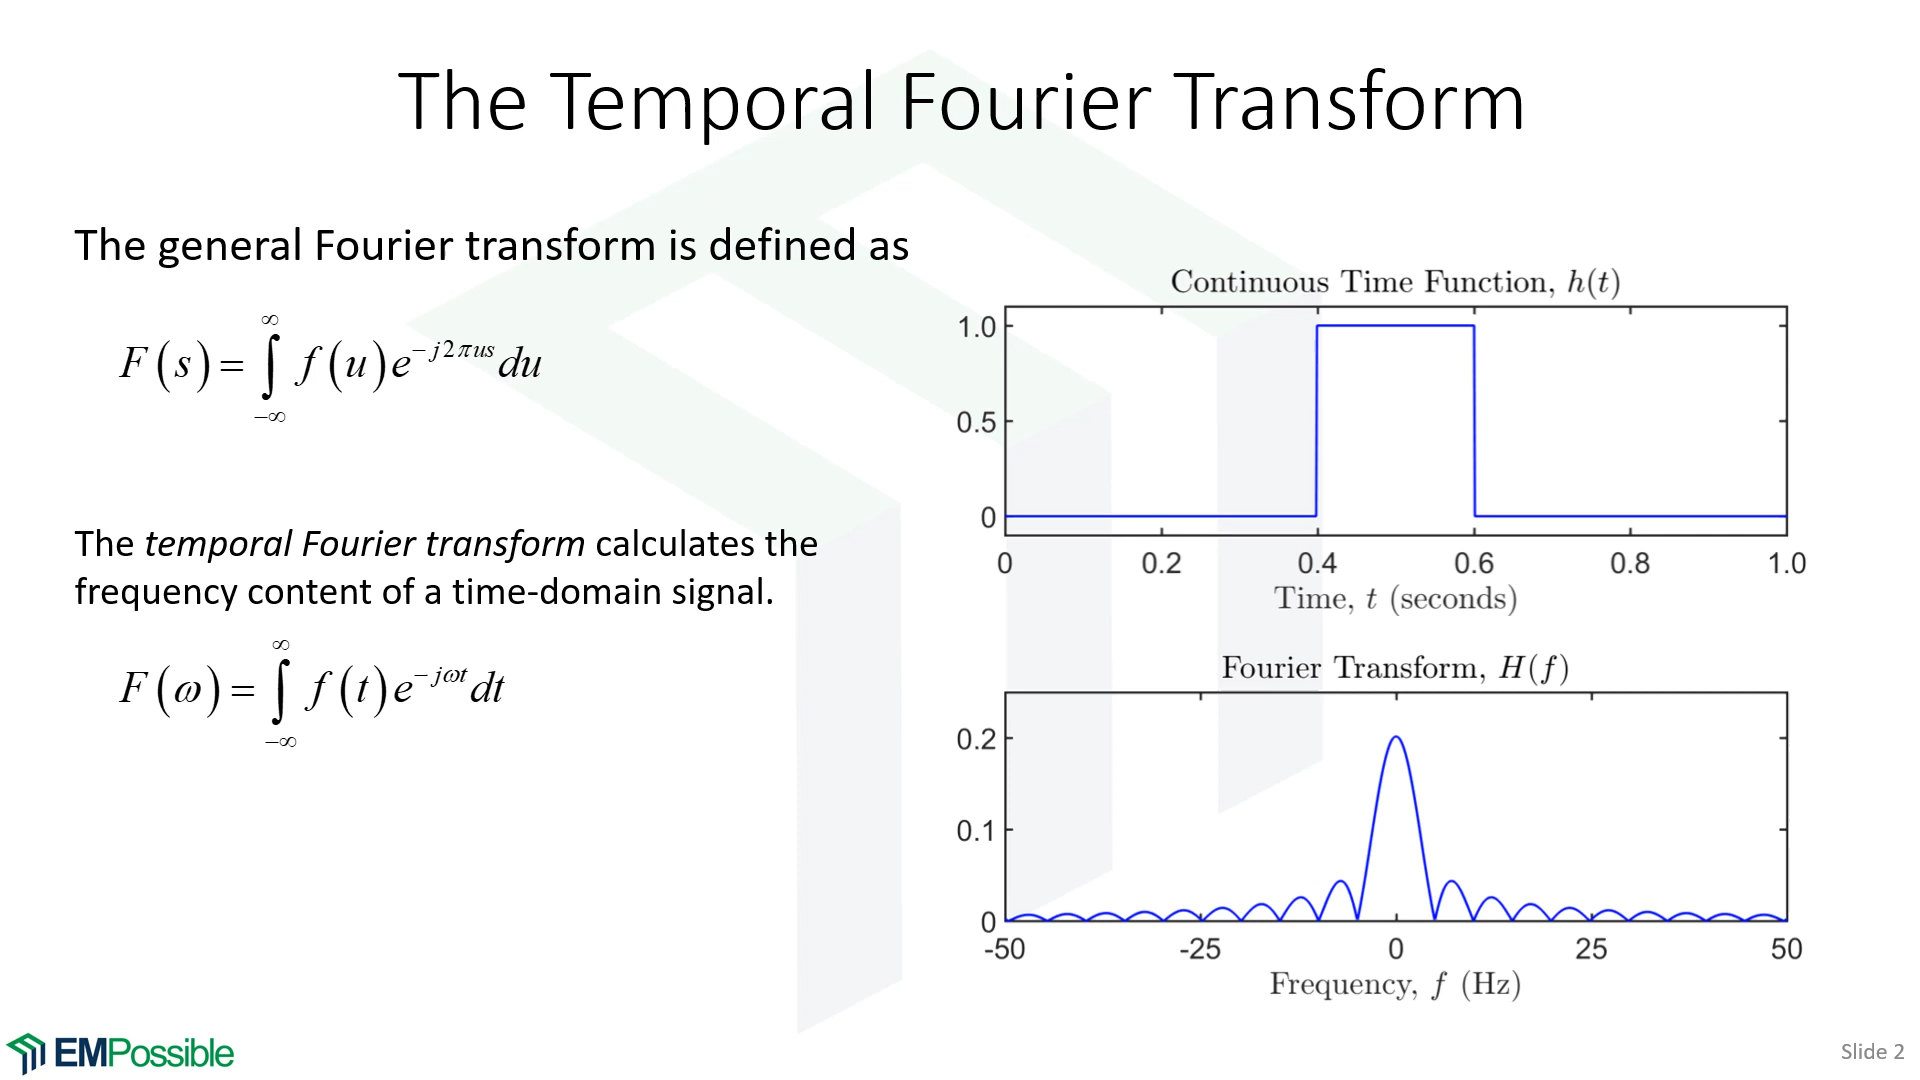 The Temporal Fourier Transform
The general Fourier transform is defined as
F(s) = ∫_{-∞}^{∞} f(u) e^{-j2πus} du
The temporal Fourier transform calculates the
frequency content of a time-domain signal.
F(ω) = ∫_{-∞}^{∞} f(t) e^{-jωt} dt
Continuous Time Function, h(t)
1.0
0.5
0
0 0.2 0.4 0.6 0.8 1.0
Time, t (seconds)
Fourier Transform, H(f)
0.2
0.1
0
-50 -25 0 25 50
Frequency, f (Hz)
EMPossible
Slide 2